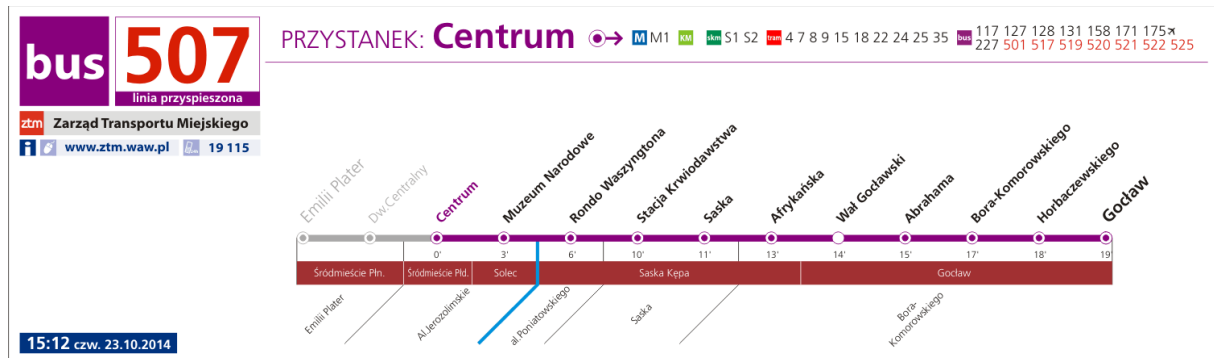 bus 507
linia przyspieszona
ztm Zarząd Transportu Miejskiego
i www.ztm.waw.pl 19 115
PRZYSTANEK: Centrum M M1 KM skm S1 S2 tram 4 7 8 9 15 18 22 24 25 35 bus 117 127 128 131 158 171 175
227 501 517 519 520 521 522 525
Emilii Plater
Dw.Centralny
Centrum
Muzeum Narodowe
Rondo Waszyngtona
Stacja Krwiodawstwa
Saska
Afrykańska
Wał Gocławski
Abrahama
Bora-Komorowskiego
Horbaczewskiego
Gocław
0' 3' 6' 10' 11' 13' 14' 15' 17' 18' 19
Śródmieście Płn. Śródmieście Płd. Solec Saska Kępa Gocław
Emilii Plater
Al.Jerozolimskie
al.Poniatowskiego
Saska
Bora-
Komorowskiego
15:12 czw. 23.10.2014